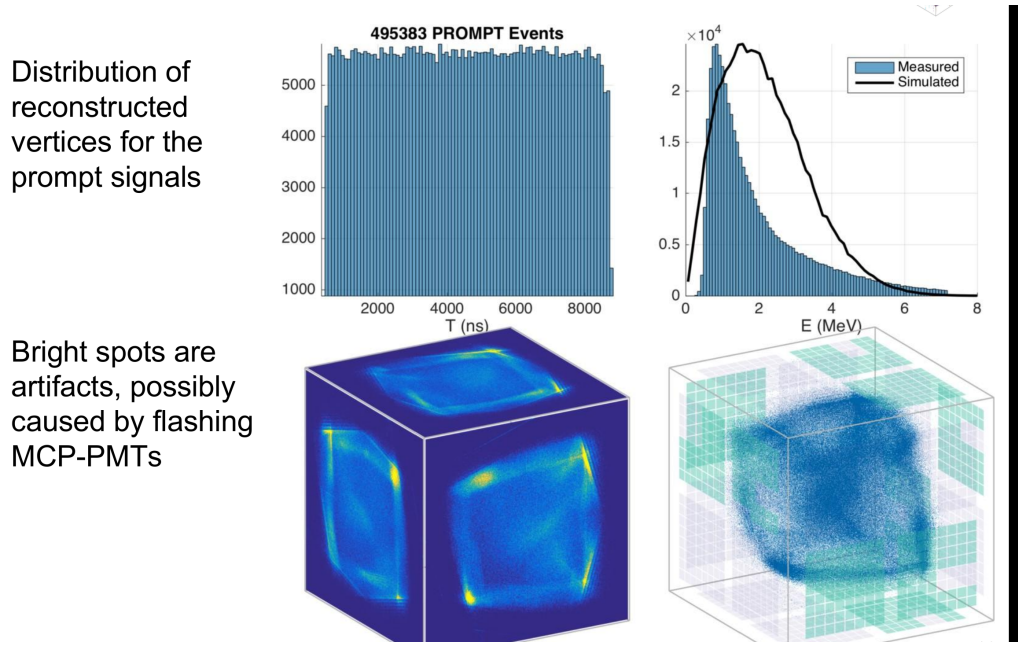 Distribution of
reconstructed
vertices for the
prompt signals
495383 PROMPT Events
5000
4000
3000
2000
1000
2000 4000 6000 8000
T (ns)
×10⁴
2
1.5
1
0.5
0
0 2 4 6 8
E (MeV)
Measured
Simulated
Bright spots are
artifacts, possibly
caused by flashing
MCP-PMTs